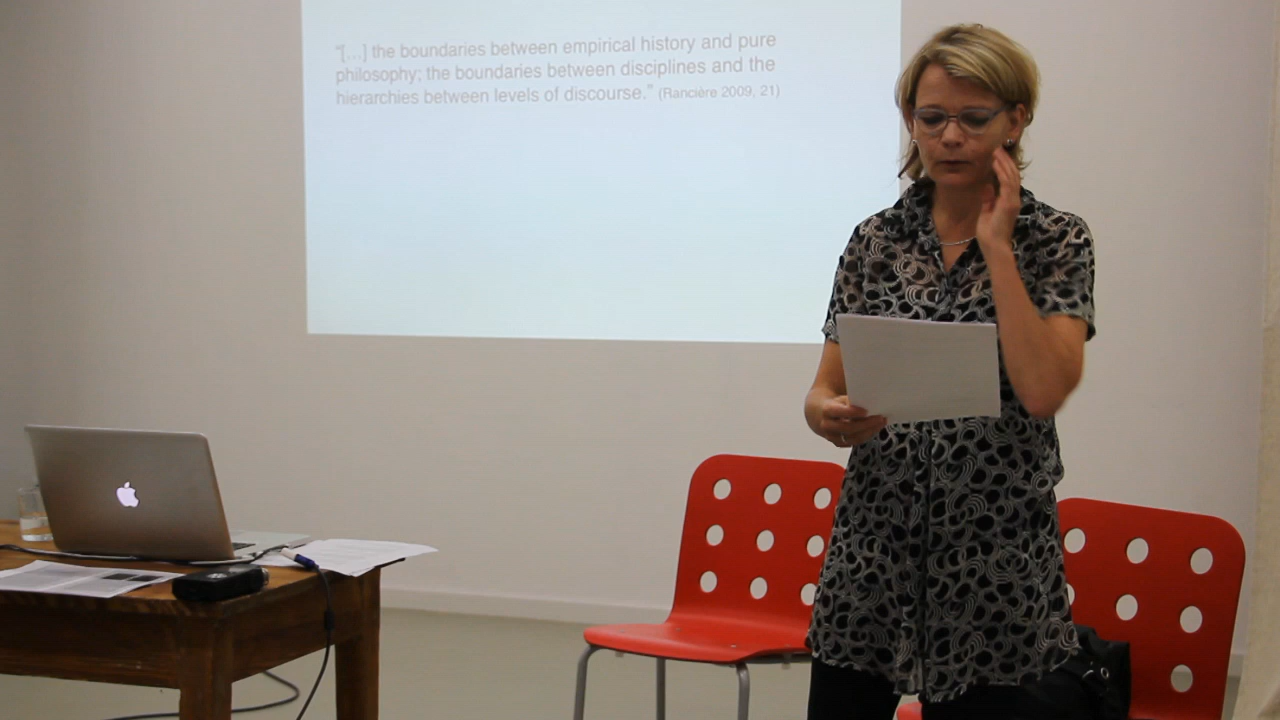 "[...] the boundaries between empirical history and pure
philosophy; the boundaries between disciplines and the
hierarchies between levels of discourse." (Rancière 2009, 21)